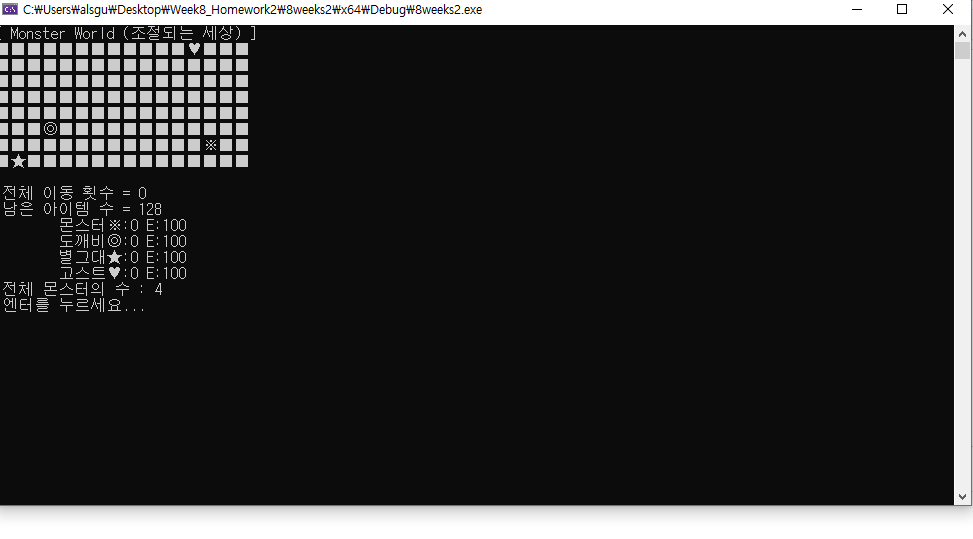 C:\Users\alsgu\Desktop\Week8_Homework2\8weeks2\x64\Debug\8weeks2.exe
[ Monster World (조절되는 세상) ]
■■■■■■■■■■■■♥■■■
■■■■■■■■■■■■■■■■
■■■■■■■■■■■■■■■■
■■■■■■■■■■■■■■■■
■■■■■■■■■■■■■■■■
■■■◎■■■■■■■■■■■■
■■■■■■■■■■■■■※■■
■★■■■■■■■■■■■■■■
전체 이동 횟수 = 0
남은 아이템 수 = 128
몬스터※:0 E:100
도깨비◎:0 E:100
별그대★:0 E:100
고스트♥:0 E:100
전체 몬스터의 수 : 4
엔터를 누르세요...